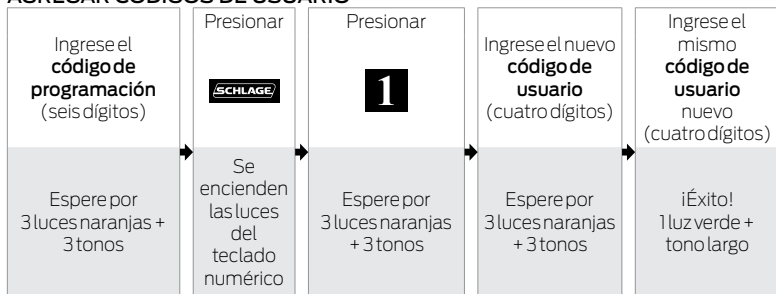 AGREGAR CÓDIGOS DE USUARIO
Ingrese el
código de
programación
(seis dígitos)
Espere por
3 luces naranjas +
3 tonos
Presionar
SCHLAGE
Se
encienden
las luces
del
teclado
numérico
Presionar
1
Espere por
3 luces naranjas
+ 3 tonos
Ingrese el nuevo
código de
usuario
(cuatro dígitos)
Espere por
3 luces naranjas
+ 3 tonos
Ingrese el
mismo
código de
usuario
nuevo
(cuatro dígitos)
¡Éxito!
1 luz verde +
tono largo